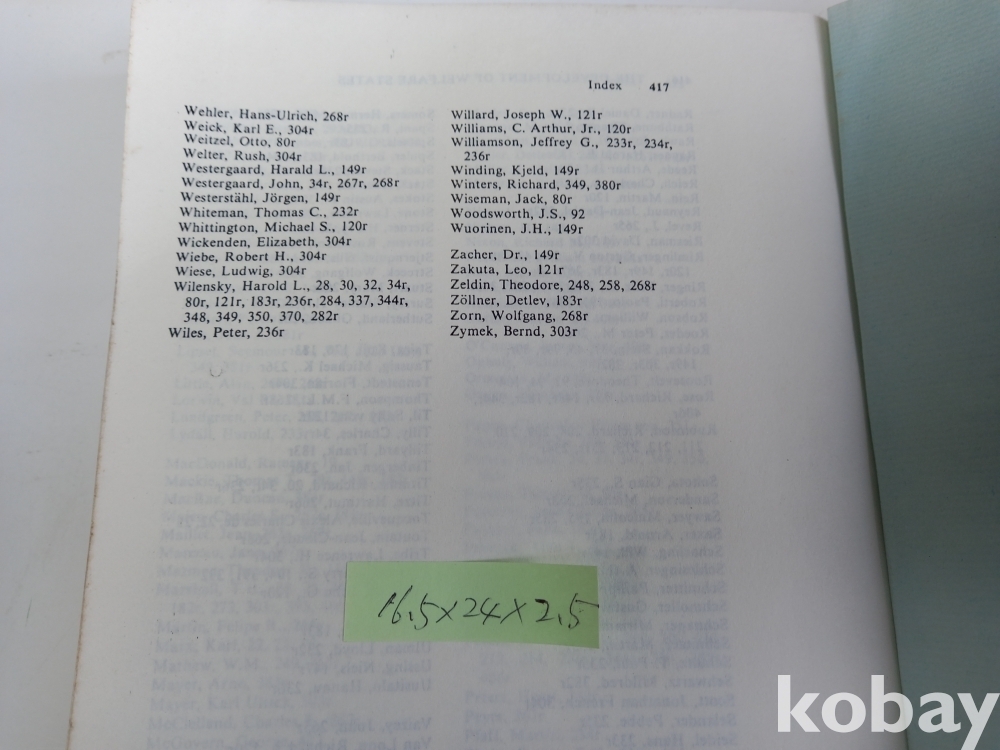 Index 417
Wehler, Hans-Ulrich, 268r
Weick, Karl E., 304r
Weitzel, Otto, 80r
Welter, Rush, 304r
Westergaard, Harald L., 149r
Westergaard, John, 34r, 267r, 268r
Westerståhl, Jörgen, 149r
Whiteman, Thomas C., 232r
Whittington, Michael S., 120r
Wickenden, Elizabeth, 304r
Wiebe, Robert H., 304r
Wiese, Ludwig, 304r
Wilensky, Harold L., 28, 30, 32, 34r,
80r, 121r, 183r, 236r, 284, 337, 344r,
348, 349, 350, 370, 282r
Wiles, Peter, 236r
Willard, Joseph W., 121r
Williams, C. Arthur, Jr., 120r
Williamson, Jeffrey G., 233r, 234r,
236r
Winding, Kjeld, 149r
Winters, Richard, 349, 380r
Wiseman, Jack, 80r
Woodsworth, J.S., 92
Wuorinen, J.H., 149r
Zacher, Dr., 149r
Zakuta, Leo, 121r
Zeldin, Theodore, 248, 258, 268r
Zöllner, Detlev, 183r
Zorn, Wolfgang, 268r
Zymek, Bernd, 303r
16.5×24×2.5
kobay